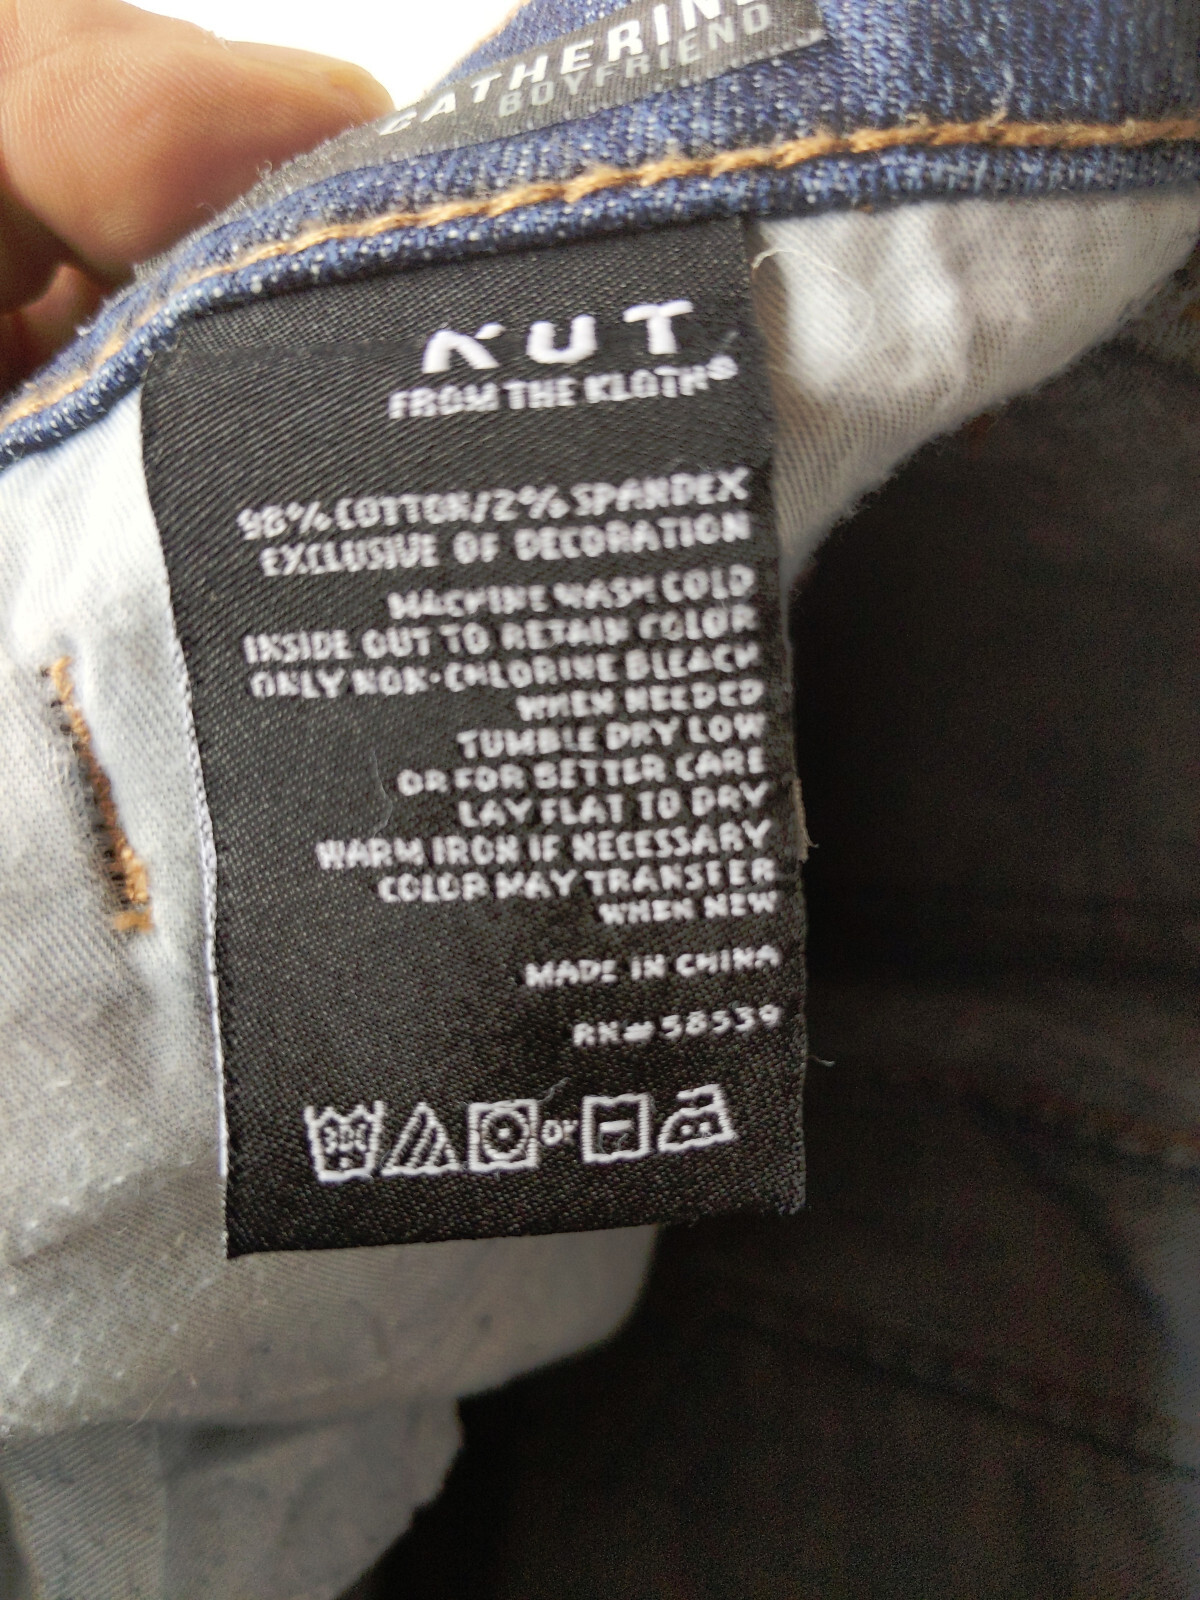 CATHERINE
BOYFRIEND
KUT
FROM THE KLOTH®
98% COTTON/2% SPANDEX
EXCLUSIVE OF DECORATION
MACHINE WASH COLD
INSIDE OUT TO RETAIN COLOR
ONLY NON-CHLORINE BLEACH
WHEN NEEDED
TUMBLE DRY LOW
OR FOR BETTER CARE
LAY FLAT TO DRY
WARM IRON IF NECESSARY
COLOR MAY TRANSFER
WHEN NEW
MADE IN CHINA
RN# 58539
or